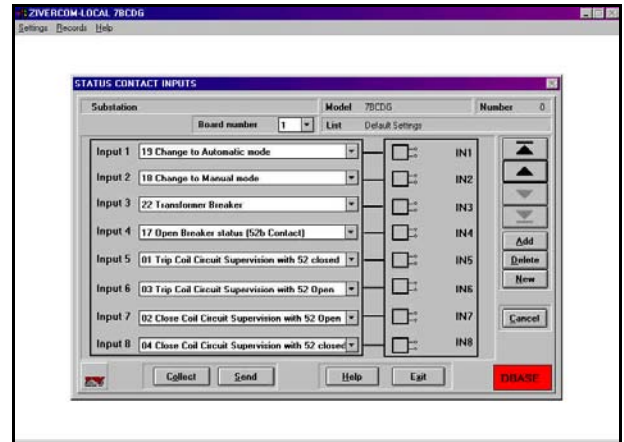 ZIVERCOM-LOCAL 7BCDG
Settings Records Help
STATUS CONTACT INPUTS
Substation Model 7BCDG Number 0
Board number 1 List Default Settings
Input 1 19 Change to Automatic mode IN1
Input 2 18 Change to Manual mode IN2
Input 3 22 Transformer Breaker IN3
Input 4 17 Open Breaker status (52b Contact) IN4
Input 5 01 Trip Coil Circuit Supervision with 52 closed IN5
Input 6 03 Trip Coil Circuit Supervision with 52 Open IN6
Input 7 02 Close Coil Circuit Supervision with 52 Open IN7
Input 8 04 Close Coil Circuit Supervision with 52 closed IN8
Add
Delete
New
Cancel
Collect Send Help Exit DBASE